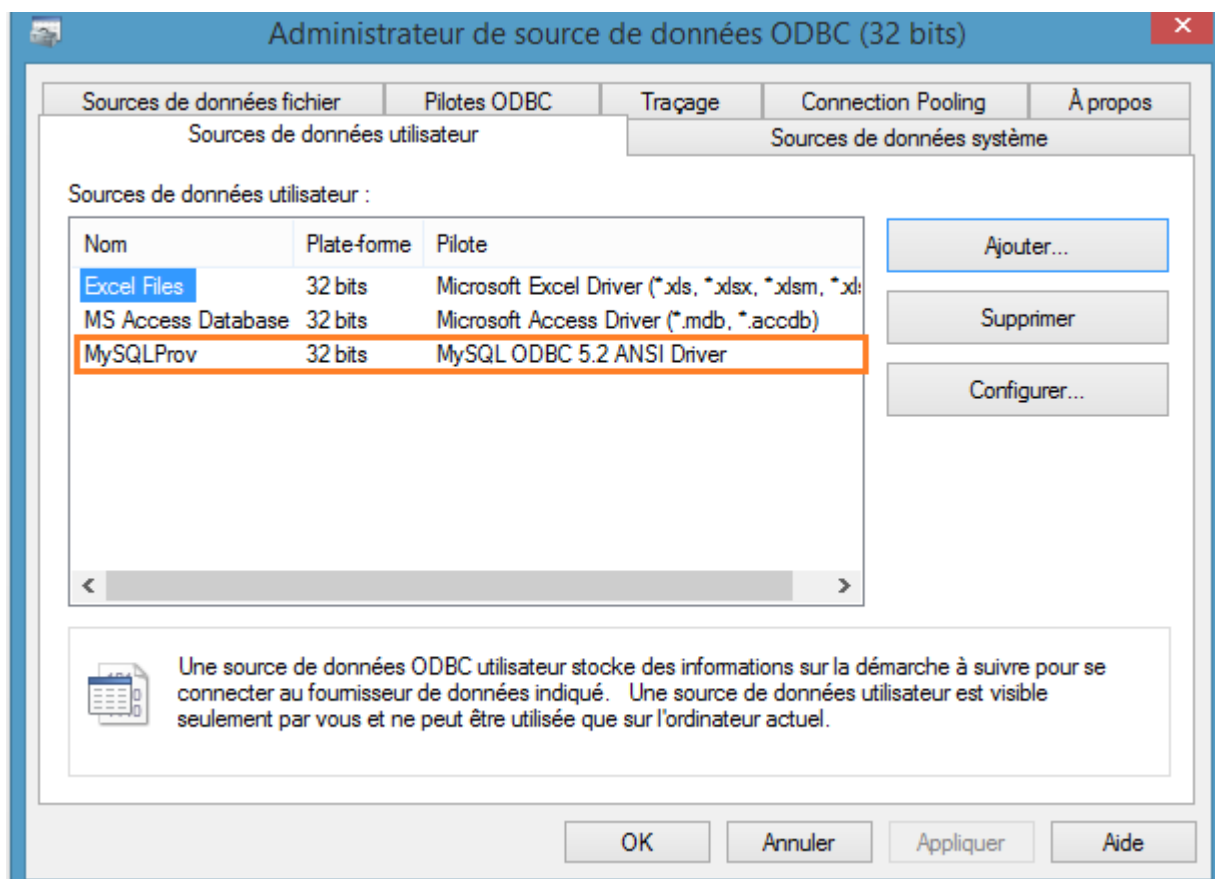 Administrateur de source de données ODBC (32 bits)
Sources de données fichier Pilotes ODBC Traçage Connection Pooling À propos
Sources de données utilisateur Sources de données système
Sources de données utilisateur :
Nom Plate-forme Pilote
Ajouter...
Excel Files 32 bits Microsoft Excel Driver (*.xls, *.xlsx, *.xlsm, *.xls
MS Access Database 32 bits Microsoft Access Driver (*.mdb, *.accdb)
Supprimer
MySQLProv 32 bits MySQL ODBC 5.2 ANSI Driver
Configurer...
Une source de données ODBC utilisateur stocke des informations sur la démarche à suivre pour se
connecter au fournisseur de données indiqué. Une source de données utilisateur est visible
seulement par vous et ne peut être utilisée que sur l'ordinateur actuel.
OK Annuler Appliquer Aide